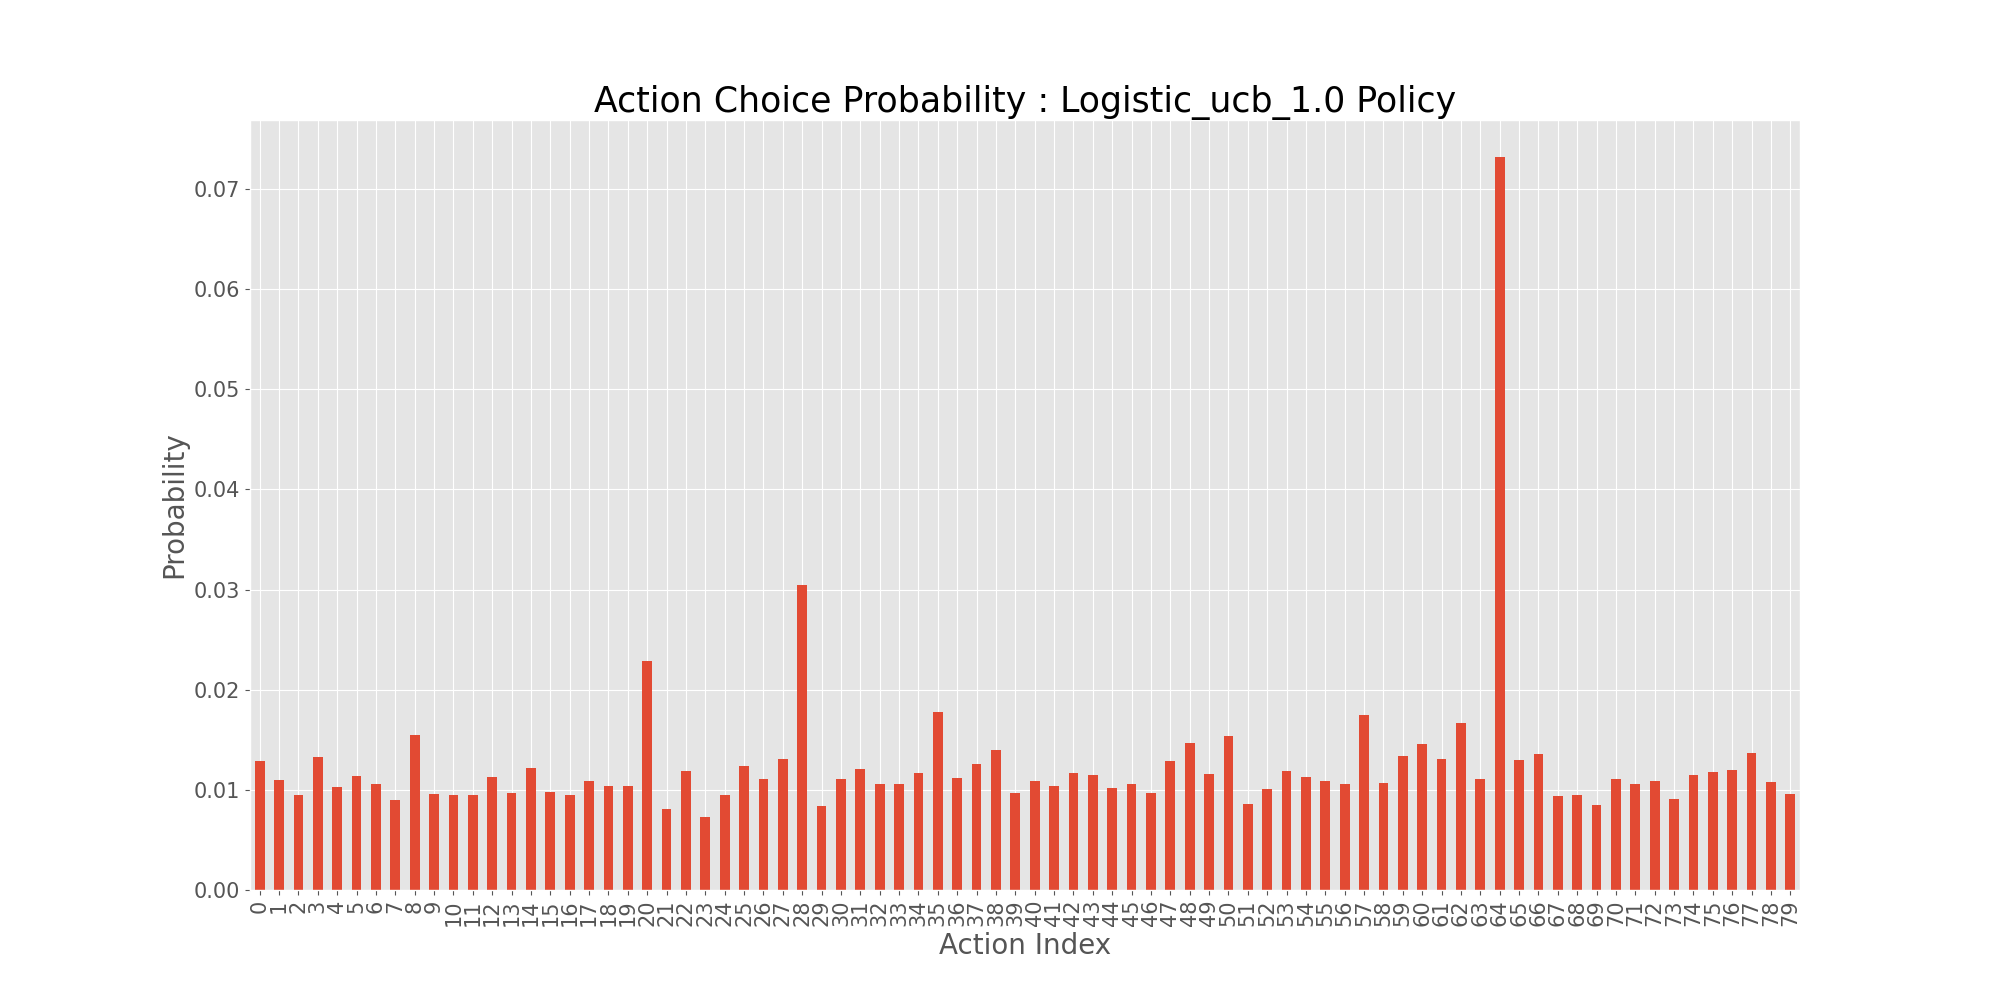 Action Choice Probability : Logistic_ucb_1.0 Policy
0.07
0.06
0.05
0.04
0.03
0.02
0.01
0.00
Probability
0 1 2 3 4 5 6 7 8 9 10 11 12 13 14 15 16 17 18 19 20 21 22 23 24 25 26 27 28 29 30 31 32 33 34 35 36 37 38 39 40 41 42 43 44 45 46 47 48 49 50 51 52 53 54 55 56 57 58 59 60 61 62 63 64 65 66 67 68 69 70 71 72 73 74 75 76 77 78 79
Action Index